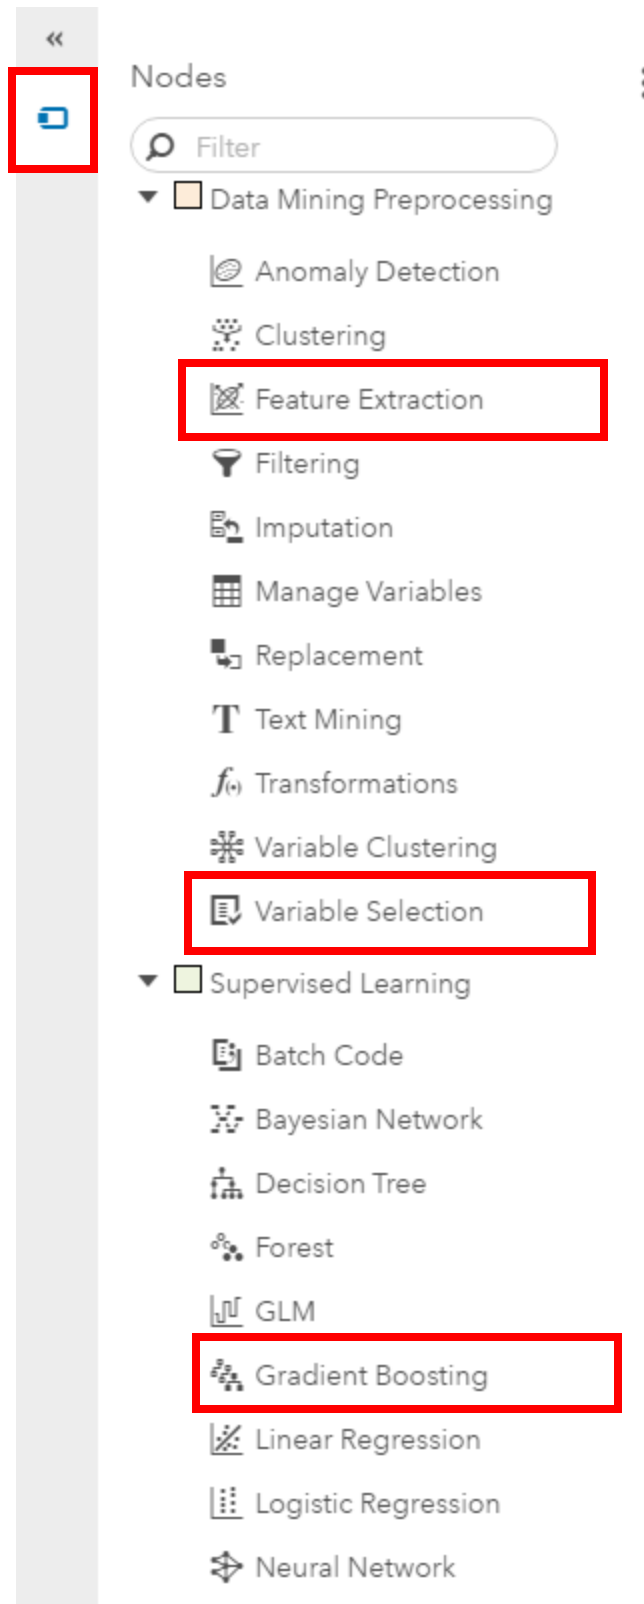 «
Nodes
Filter
Data Mining Preprocessing
Anomaly Detection
Clustering
Feature Extraction
Filtering
Imputation
Manage Variables
Replacement
T Text Mining
f(•) Transformations
Variable Clustering
Variable Selection
Supervised Learning
Batch Code
Bayesian Network
Decision Tree
Forest
GLM
Gradient Boosting
Linear Regression
Logistic Regression
Neural Network